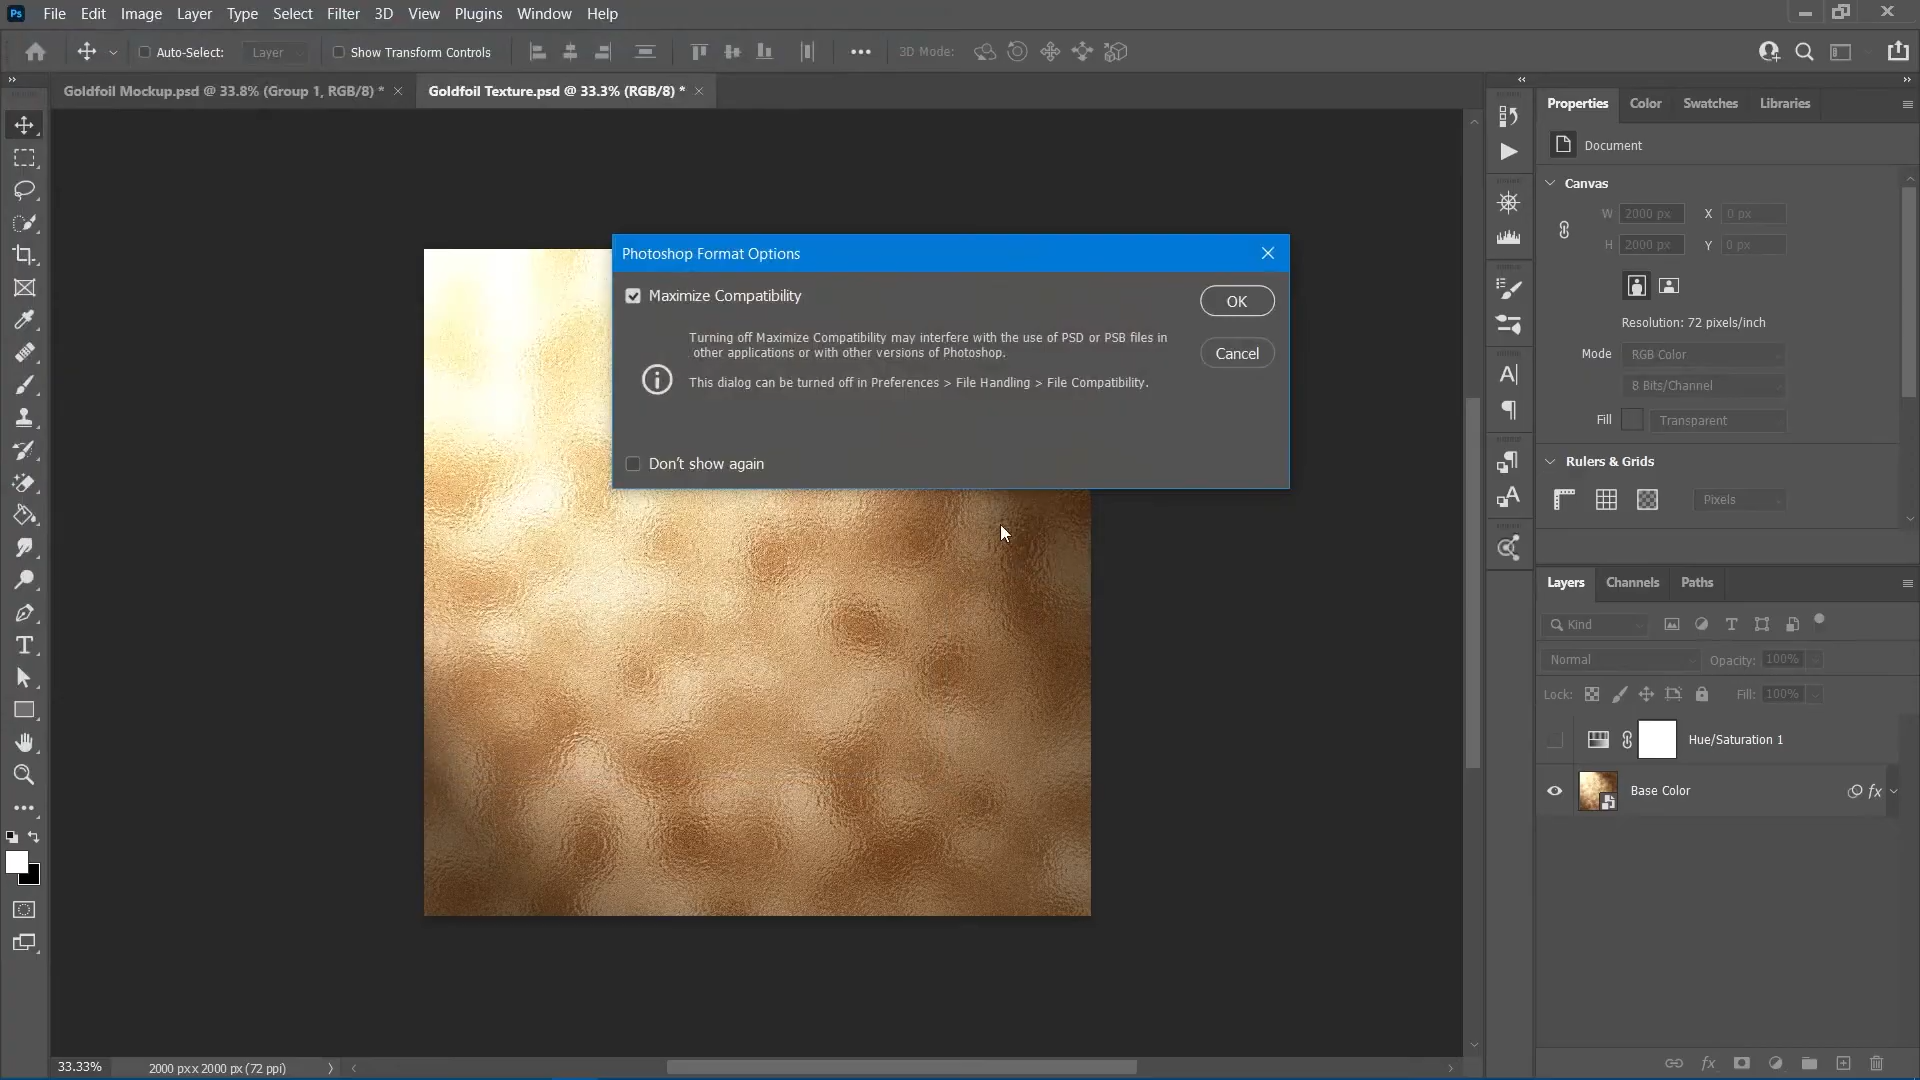 Ps File Edit Image Layer Type Select Filter 3D View Plugins Window Help
Auto-Select: Layer Show Transform Controls 3D Mode:
Goldfoil Mockup.psd @ 33.8% (Group 1, RGB/8) * Goldfoil Texture.psd @ 33.3% (RGB/8) *
Properties Color Swatches Libraries
Document
Canvas
W 2000 px X 0 px
H 2000 px Y 0 px
Resolution: 72 pixels/inch
Mode RGB Color
8 Bits/Channel
Fill Transparent
Rulers & Grids
Pixels
Photoshop Format Options
Maximize Compatibility
OK
Turning off Maximize Compatibility may interfere with the use of PSD or PSB files in
other applications or with other versions of Photoshop.
Cancel
This dialog can be turned off in Preferences > File Handling > File Compatibility.
Don't show again
Layers Channels Paths
Kind
Normal Opacity: 100%
Lock: Fill: 100%
Hue/Saturation 1
Base Color fx
33.33% 2000 px x 2000 px (72 ppi)
fx